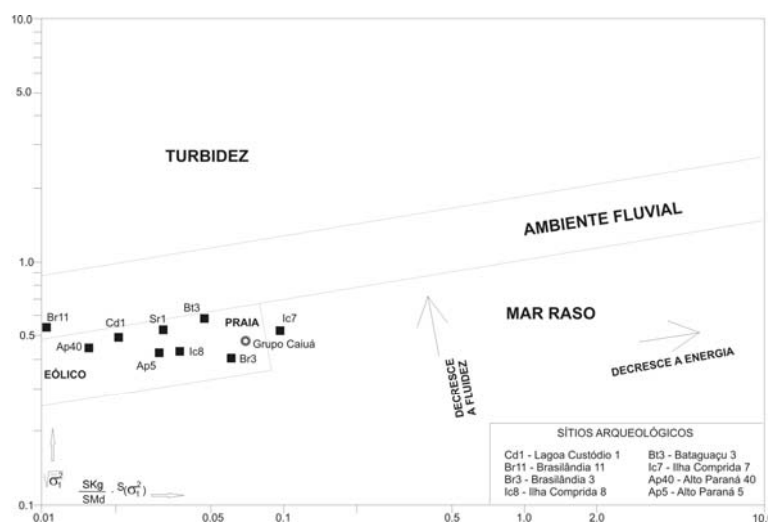 10.0
5.0
TURBIDEZ
AMBIENTE FLUVIAL
1.0
MAR RASO
Br11
Cd1
Sr1
Bt3
PRAIA
Ic7
0.5
Ap40
Ap5
Ic8
Br3
Grupo Caiuá
EÓLICO
DECRESCE A ENERGIA
DECRESCE
A FLUIDEZ
SÍTIOS ARQUEOLÓGICOS
Cd1 - Lagoa Custódio 1
Bt3 - Bataguaçu 3
Br11 - Brasilândia 11
Ic7 - Ilha Comprida 7
Br3 - Brasilândia 3
Ap40 - Alto Paraná 40
Ic8 - Ilha Comprida 8
Ap5 - Alto Paraná 5
SKg
SMd
0.1
0.01 0.05 0.1 0.5 1.0 2.0 10.0